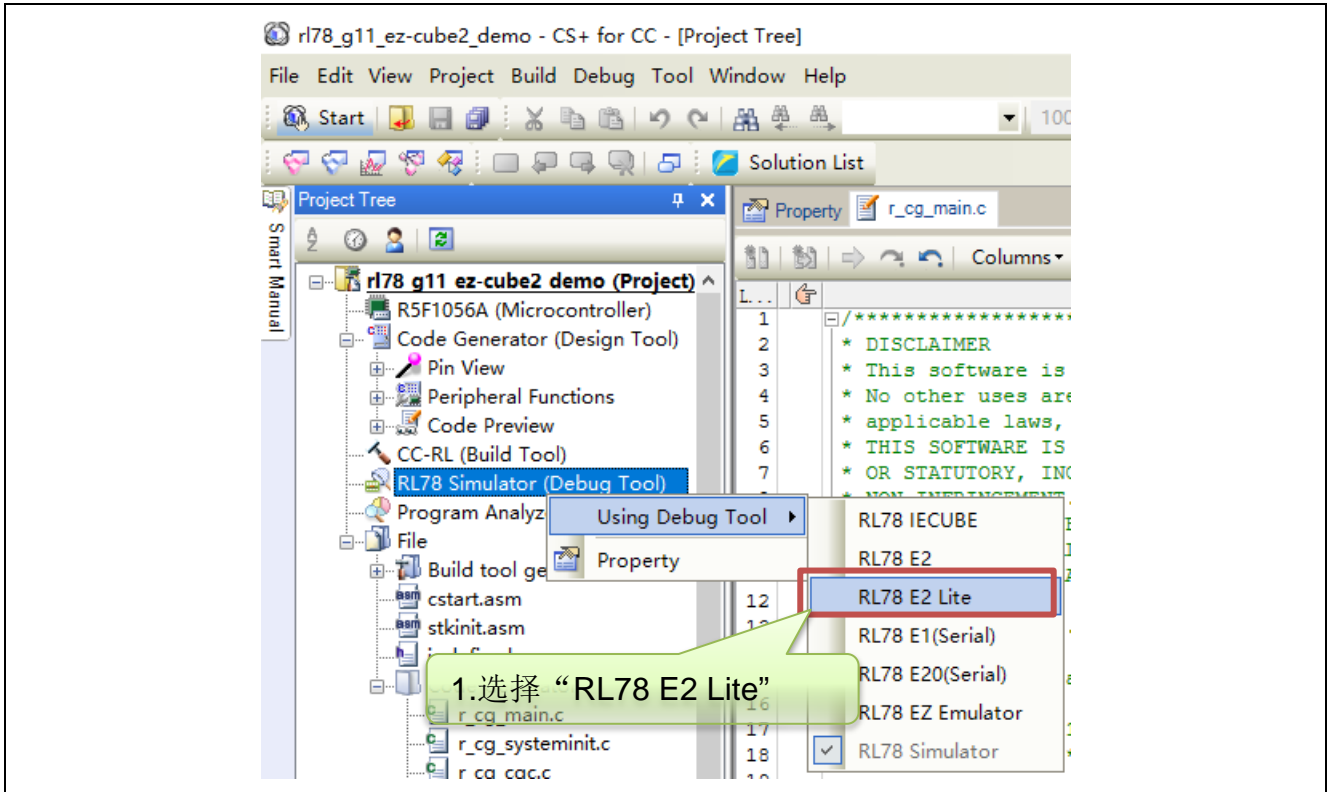 rl78_g11_ez-cube2_demo - CS+ for CC - [Project Tree]
File Edit View Project Build Debug Tool Window Help
Start
100
Solution List
Smart Manual
Project Tree
Property r_cg_main.c
Columns
rl78 g11 ez-cube2 demo (Project)
R5F1056A (Microcontroller)
Code Generator (Design Tool)
Pin View
Peripheral Functions
Code Preview
CC-RL (Build Tool)
RL78 Simulator (Debug Tool)
Program Analyz
File
Build tool ge
cstart.asm
stkinit.asm
r_cg_main.c
r_cg_systeminit.c
r_cg_cgc.c
L...
1 /******************
2 * DISCLAIMER
3 * This software is
4 * No other uses are
5 * applicable laws,
6 * THIS SOFTWARE IS
7 * OR STATUTORY, INC
* NON-INFRINGEMENT
12
16
17
18
Using Debug Tool
Property
RL78 IECUBE
RL78 E2
RL78 E2 Lite
RL78 E1(Serial)
RL78 E20(Serial)
RL78 EZ Emulator
RL78 Simulator
1.选择“RL78 E2 Lite”